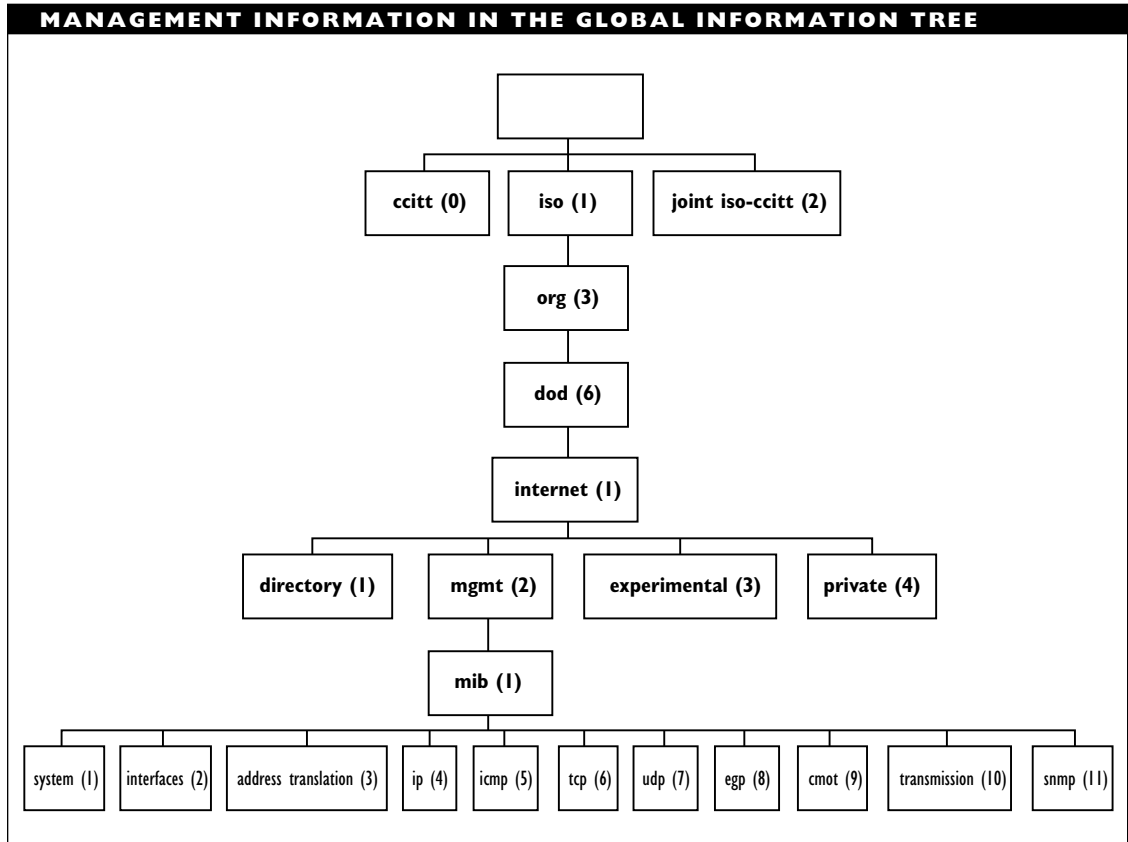 MANAGEMENT INFORMATION IN THE GLOBAL INFORMATION TREE
ccitt (0)
iso (1)
joint iso-ccitt (2)
org (3)
dod (6)
internet (1)
directory (1)
mgmt (2)
experimental (3)
private (4)
mib (1)
system (1)
interfaces (2)
address translation (3)
ip (4)
icmp (5)
tcp (6)
udp (7)
egp (8)
cmot (9)
transmission (10)
snmp (11)